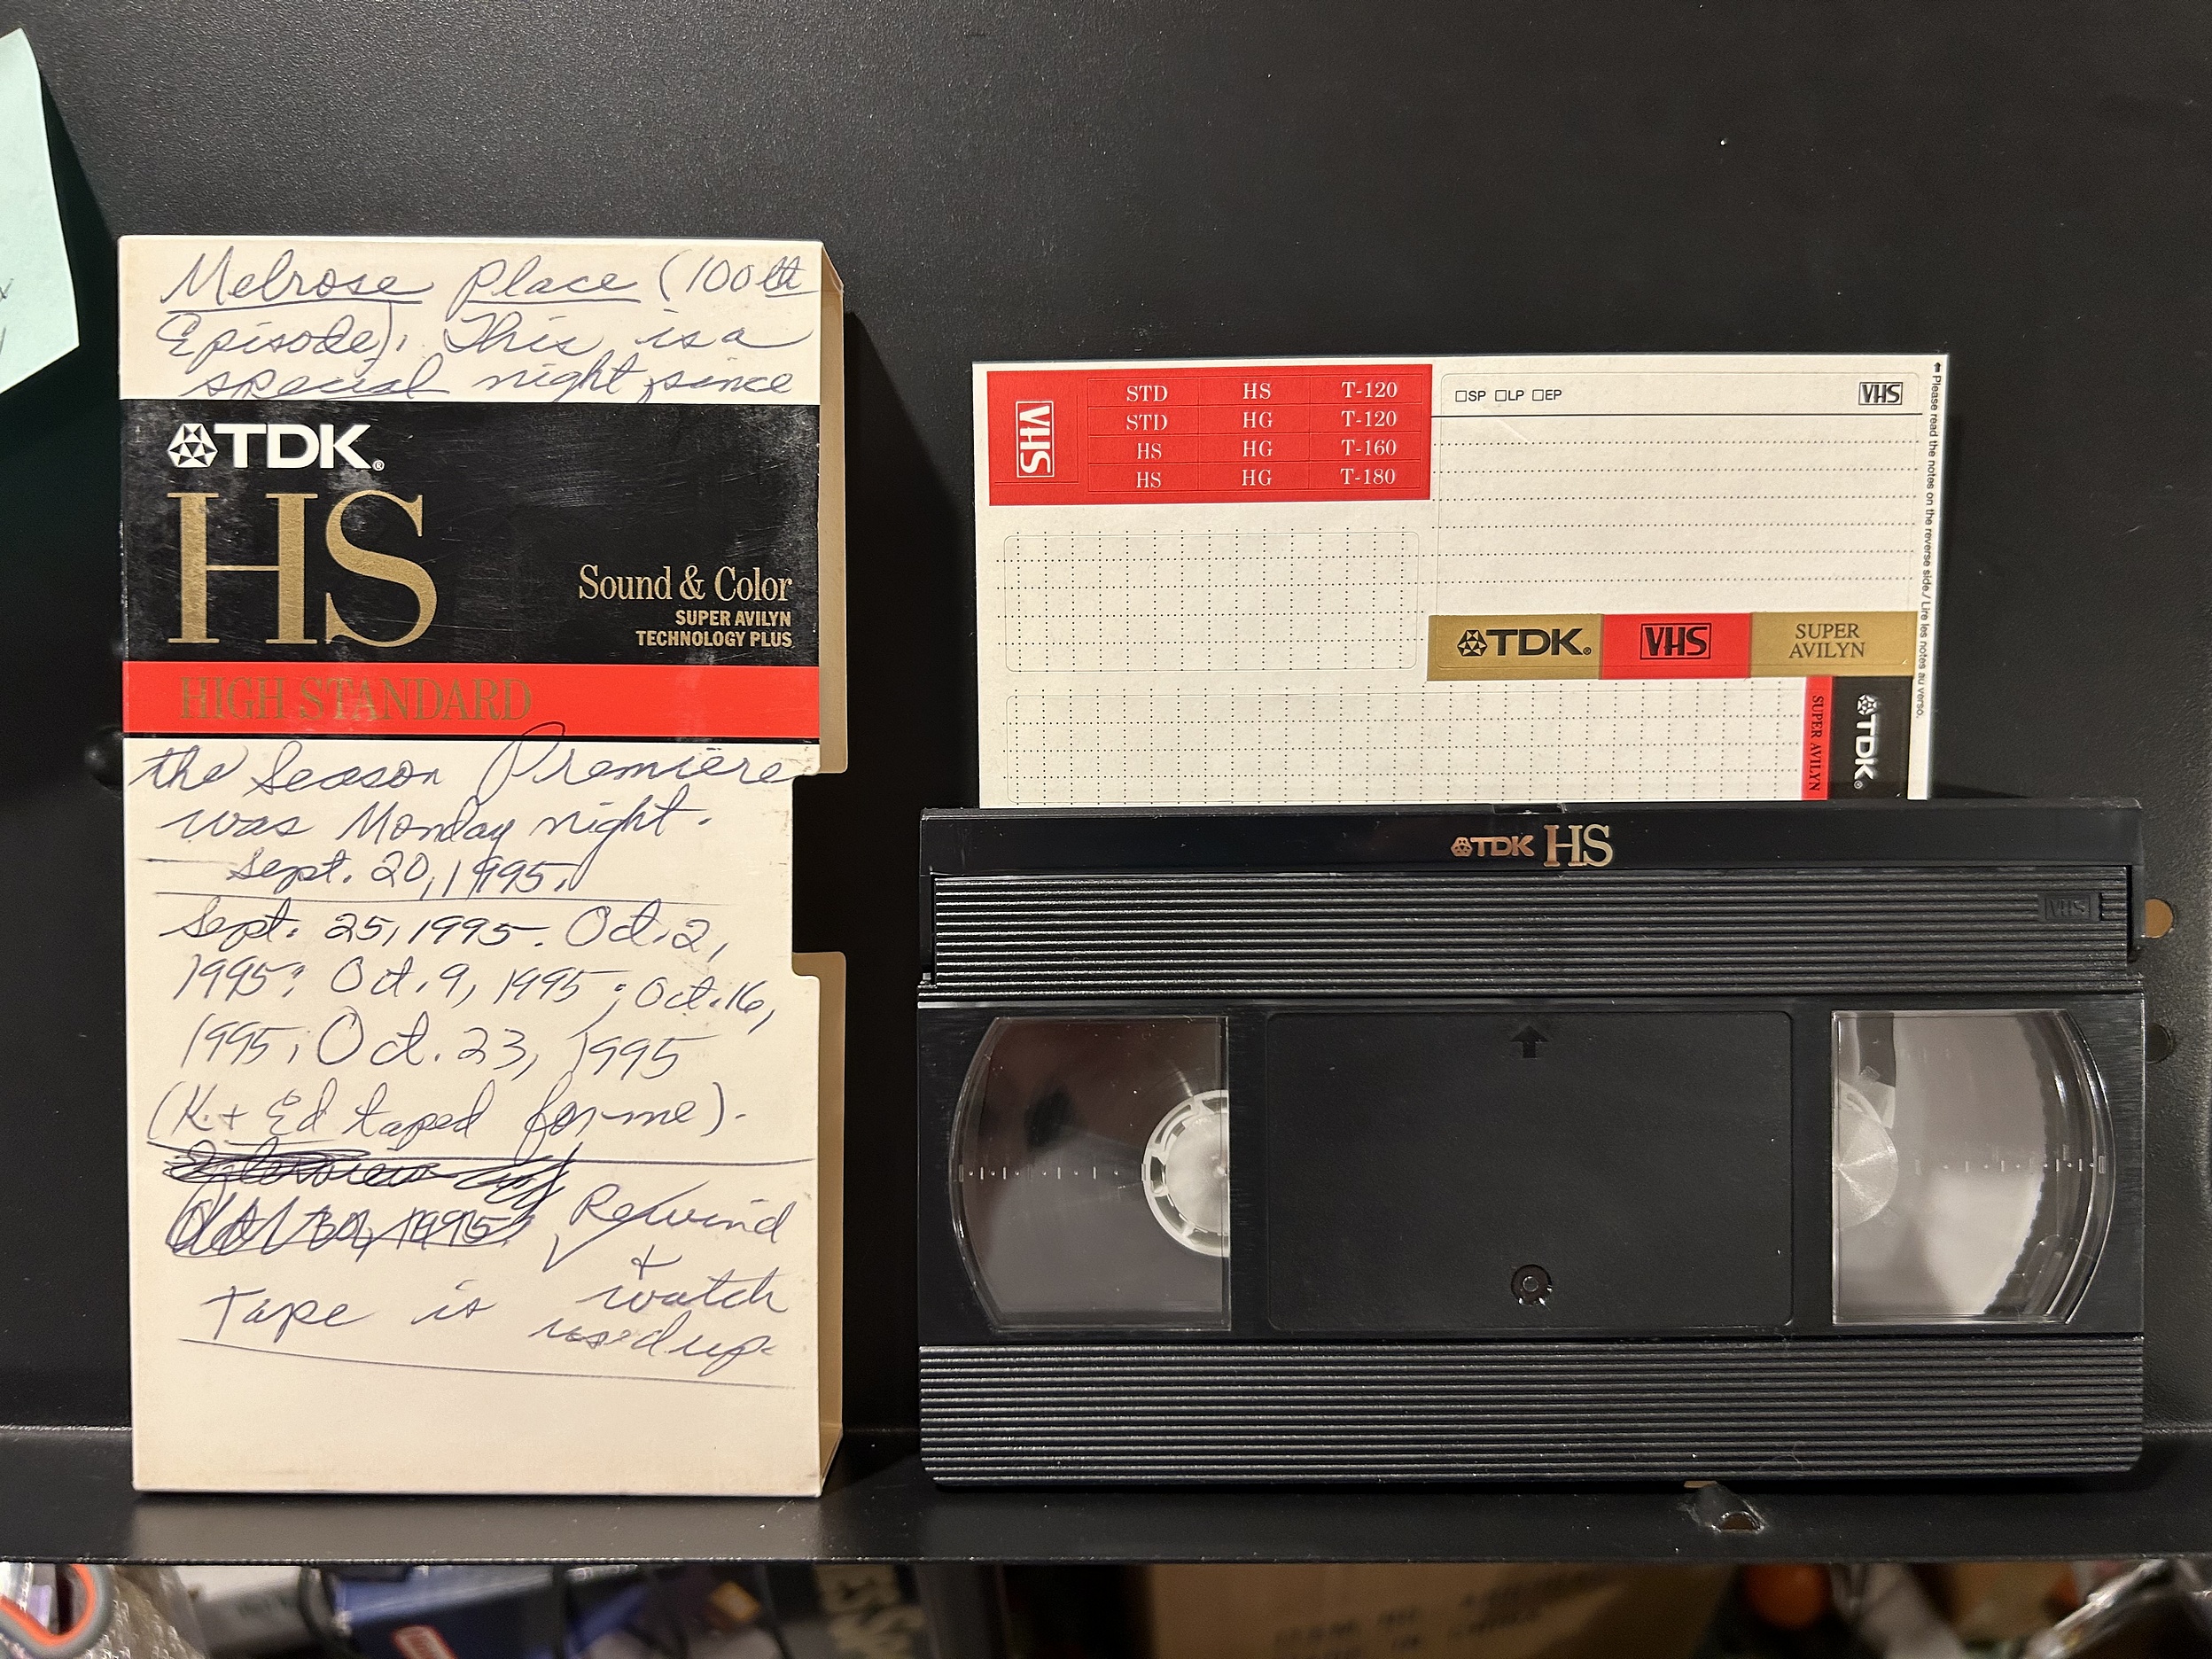 Melrose Place (100th
Episode). This is a
special night, since
TDK®
HS
Sound & Color
SUPER AVILYN
TECHNOLOGY PLUS
HIGH STANDARD
the Season Premiere
was Monday night.
Sept. 20, 1995.
Sept. 25, 1995. Oct. 2,
1995; Oct. 9, 1995; Oct. 16,
1995; Oct. 23, 1995
(K. + Ed taped for me).
Rewind
+
watch
Tape is used up.
VHS
STD HS T-120
STD HG T-120
HS HG T-160
HS HG T-180
☐SP ☐LP ☐EP
VHS
← Please read the notes on the reverse side./ Lire les notes au verso.
TDK®
VHS
SUPER
AVILYN
SUPER AVILYN
TDK®
TDK HS
VHS